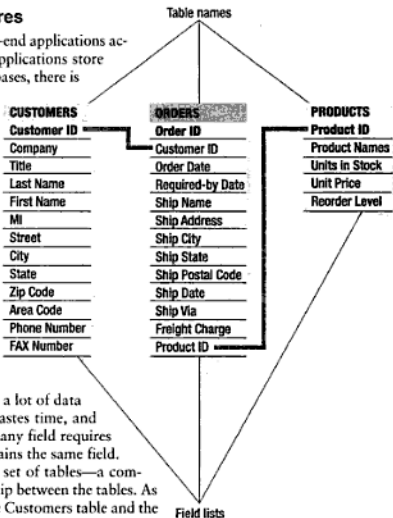 Table names
res
-end applications ac-
pplications store
bases, there is
CUSTOMERS
Customer ID
Company
Title
Last Name
First Name
MI
Street
City
State
Zip Code
Area Code
Phone Number
FAX Number
ORDERS
Order ID
Customer ID
Order Date
Required-by Date
Ship Name
Ship Address
Ship City
Ship State
Ship Postal Code
Ship Date
Ship Via
Freight Charge
Product ID
PRODUCTS
Product ID
Product Names
Units in Stock
Unit Price
Reorder Level
a lot of data
astes time, and
any field requires
ains the same field.
set of tables—a com-
ip between the tables. As
Customers table and the
Field lists